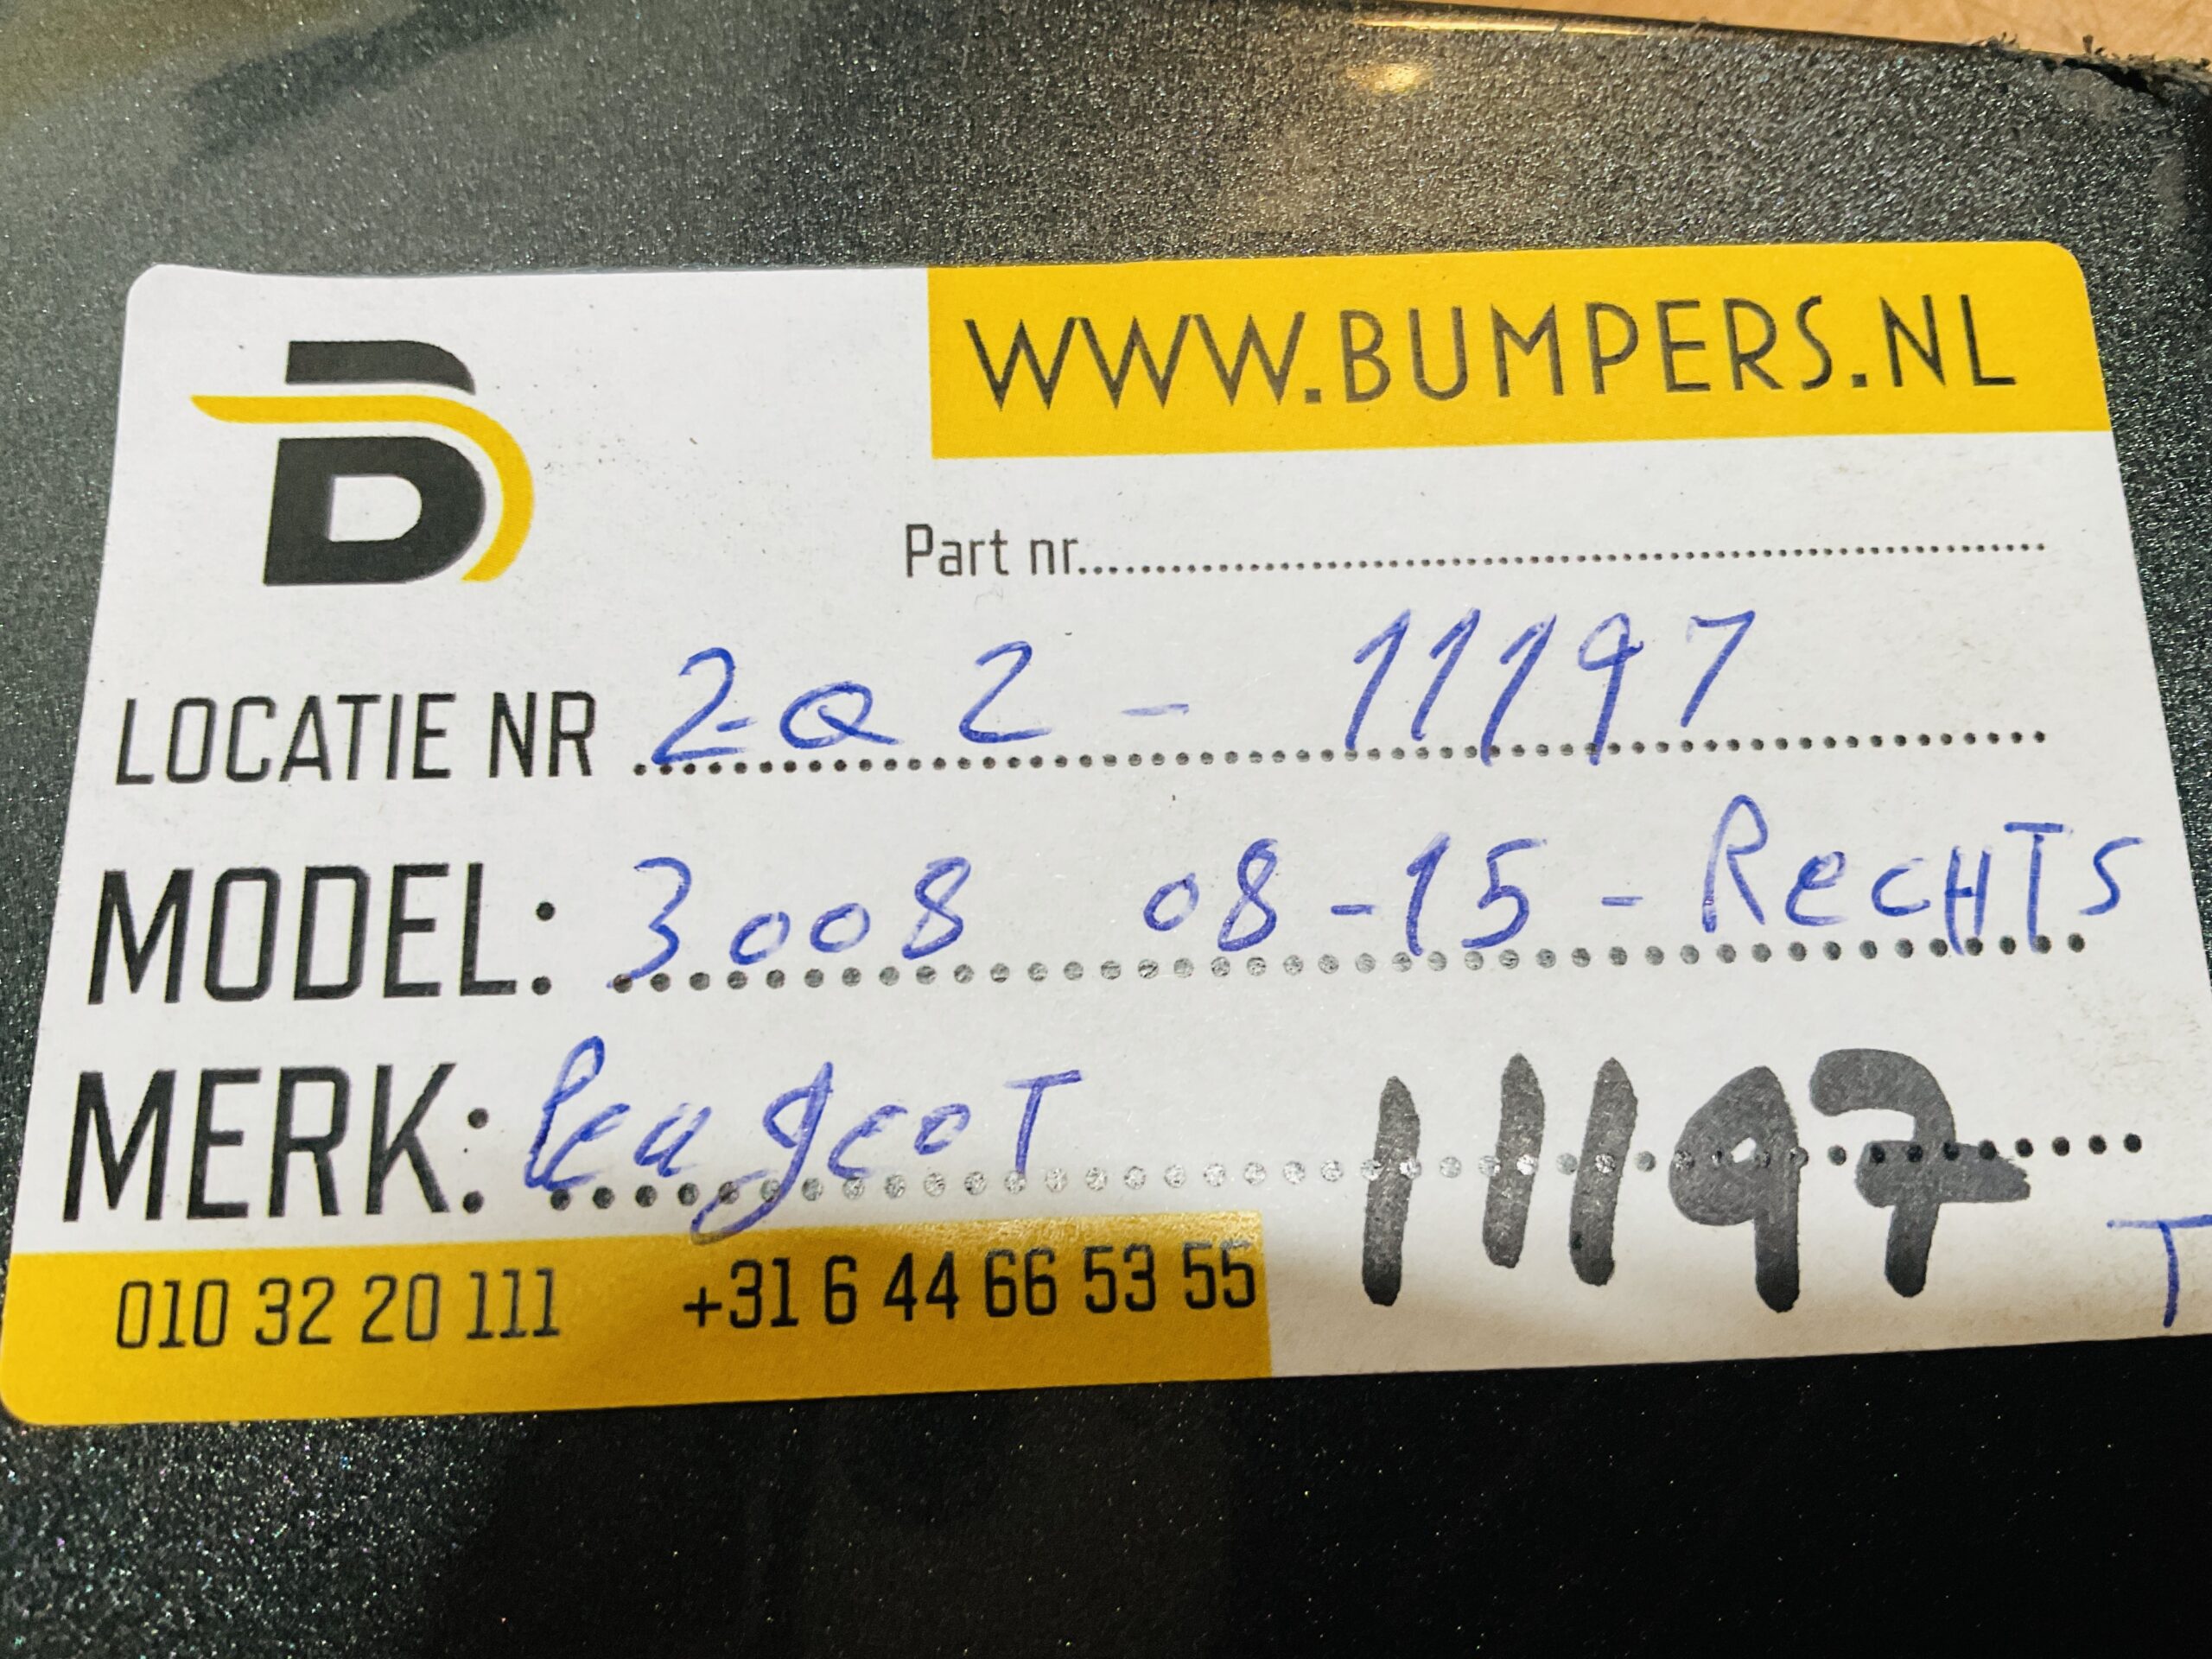 B
WWW.BUMPERS.NL
Part nr......................................................
LOCATIE NR 2Q2 - 11197
MODEL: 3008 08-15 - RecHTS
MERK: PeugeoT 11197
T
010 32 20 111 +31 6 44 66 53 55